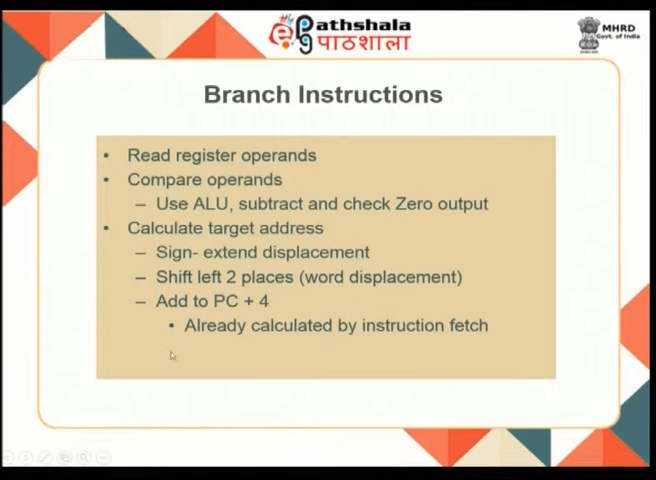 Pathshala
पाठशाला
MHRD
Govt. of India
Branch Instructions
• Read register operands
• Compare operands
– Use ALU, subtract and check Zero output
• Calculate target address
– Sign- extend displacement
– Shift left 2 places (word displacement)
– Add to PC + 4
• Already calculated by instruction fetch